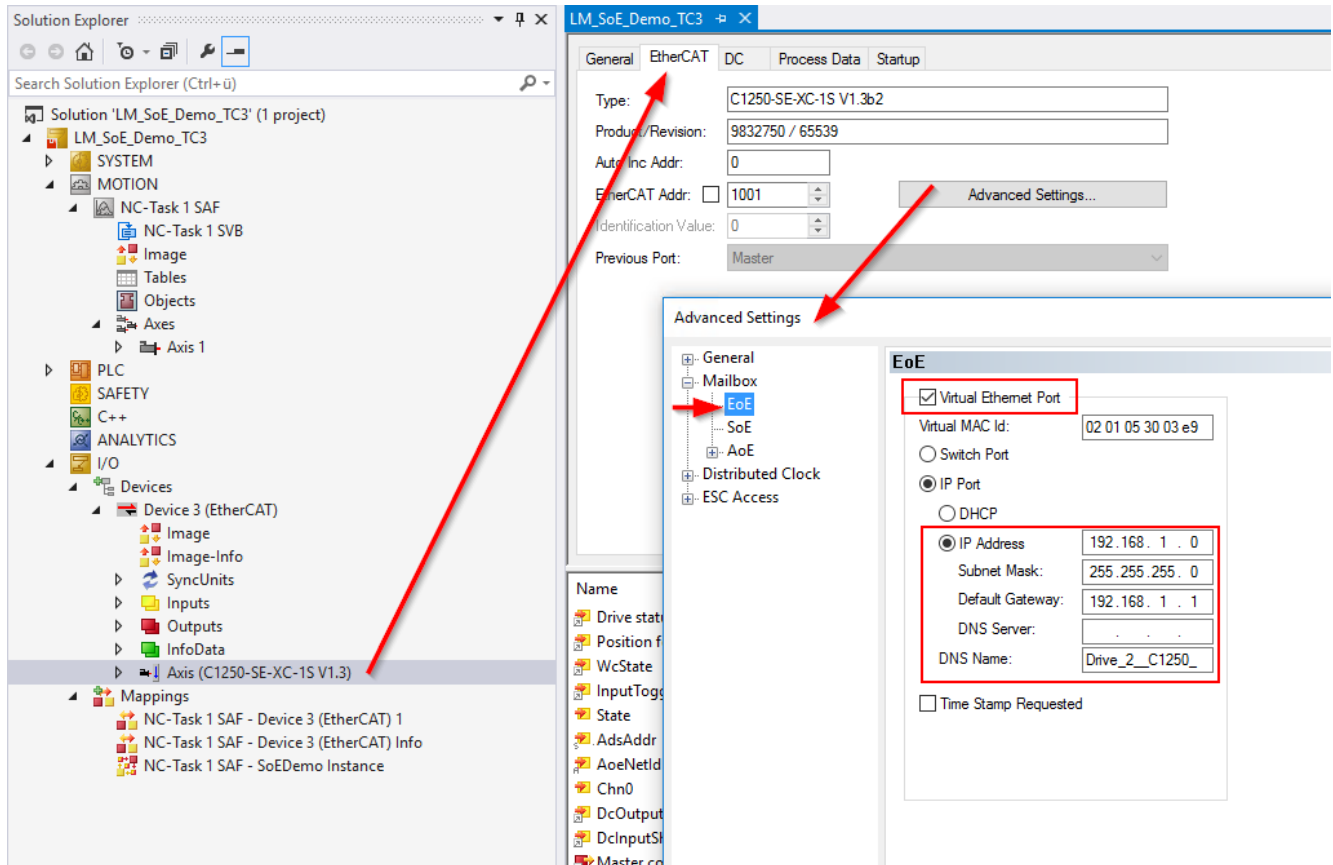 Solution Explorer
Search Solution Explorer (Ctrl+ü)
Solution 'LM_SoE_Demo_TC3' (1 project)
LM_SoE_Demo_TC3
SYSTEM
MOTION
NC-Task 1 SAF
NC-Task 1 SVB
Image
Tables
Objects
Axes
Axis 1
PLC
SAFETY
C++
ANALYTICS
I/O
Devices
Device 3 (EtherCAT)
Image
Image-Info
SyncUnits
Inputs
Outputs
InfoData
Axis (C1250-SE-XC-1S V1.3)
Mappings
NC-Task 1 SAF - Device 3 (EtherCAT) 1
NC-Task 1 SAF - Device 3 (EtherCAT) Info
NC-Task 1 SAF - SoEDemo Instance
LM_SoE_Demo_TC3
General EtherCAT DC Process Data Startup
Type: C1250-SE-XC-1S V1.3b2
Product/Revision: 9832750 / 65539
Auto Inc Addr: 0
EtherCAT Addr: 1001 Advanced Settings...
Identification Value: 0
Previous Port: Master
Name
Drive stat
Position f
WcState
InputTogg
State
AdsAddr
AoeNetId
Chn0
DcOutput
DcInputSh
Master co
Advanced Settings
General
Mailbox
EoE
SoE
AoE
Distributed Clock
ESC Access
EoE
Virtual Ethernet Port
Virtual MAC Id: 02 01 05 30 03 e9
Switch Port
IP Port
DHCP
IP Address 192.168. 1 . 0
Subnet Mask: 255.255.255. 0
Default Gateway: 192.168. 1 . 1
DNS Server: . . .
DNS Name: Drive_2__C1250_
Time Stamp Requested